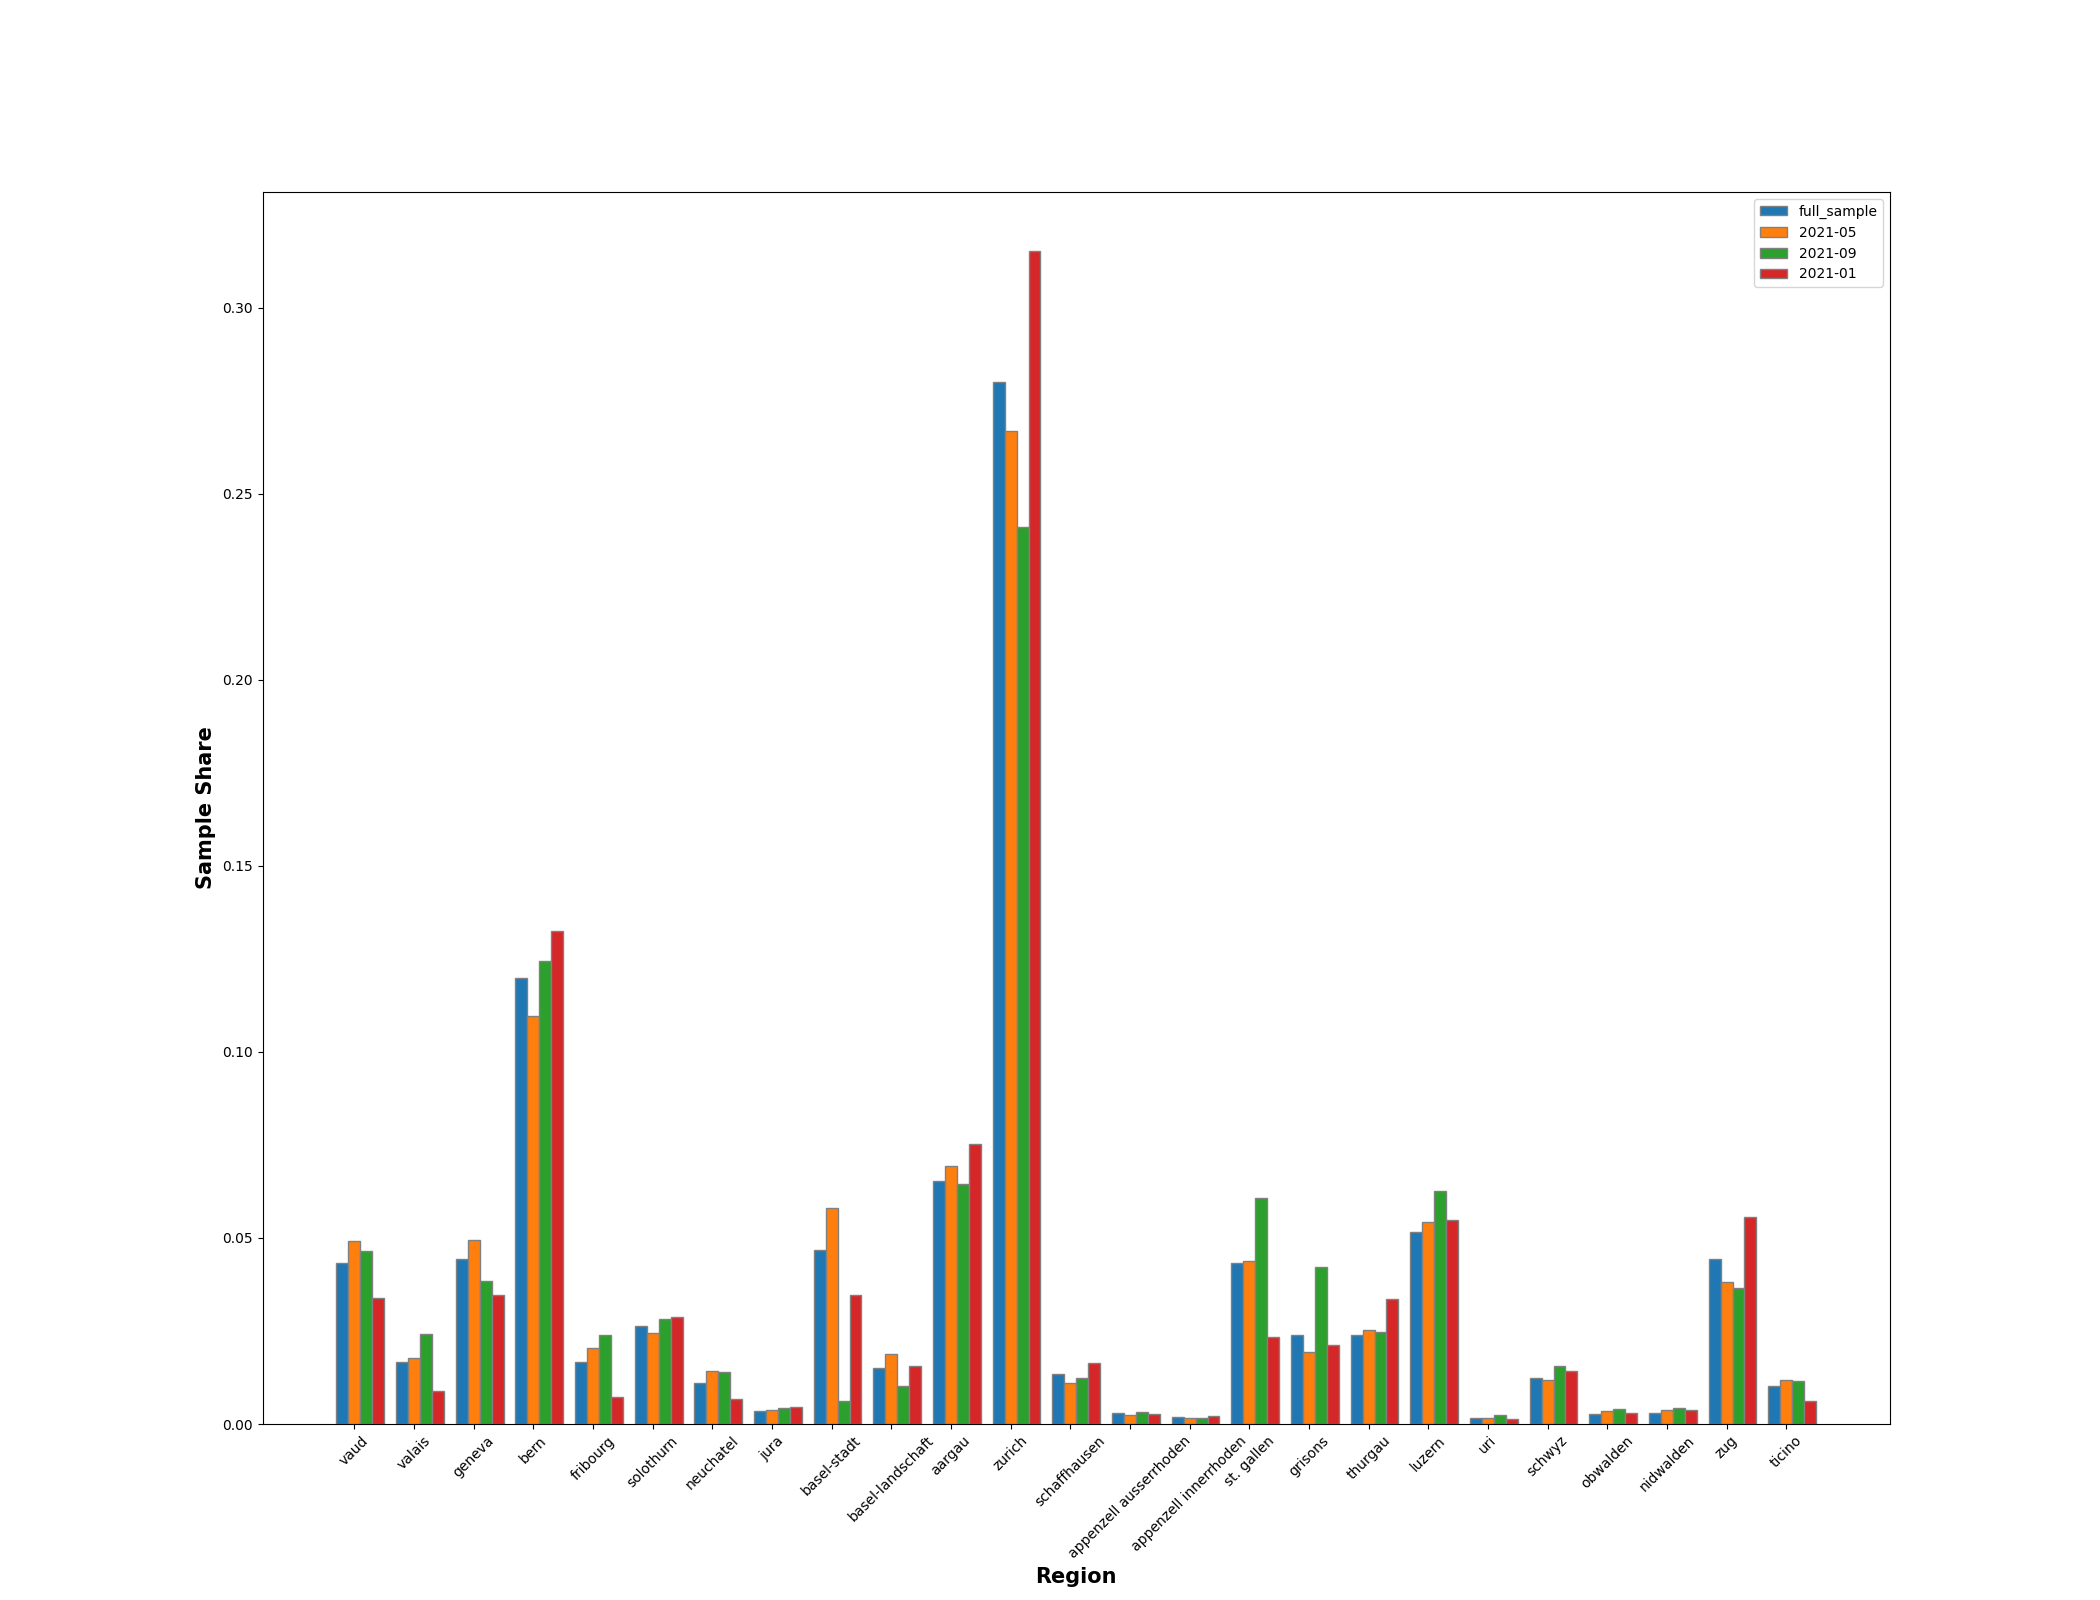 full_sample
2021-05
2021-09
2021-01
0.30
0.25
0.20
0.15
0.10
0.05
0.00
Sample Share
vaud
valais
geneva
bern
fribourg
solothurn
neuchatel
jura
basel-stadt
basel-landschaft
aargau
zurich
schaffhausen
appenzell ausserrhoden
appenzell innerrhoden
st. gallen
grisons
thurgau
luzern
uri
schwyz
obwalden
nidwalden
zug
ticino
Region